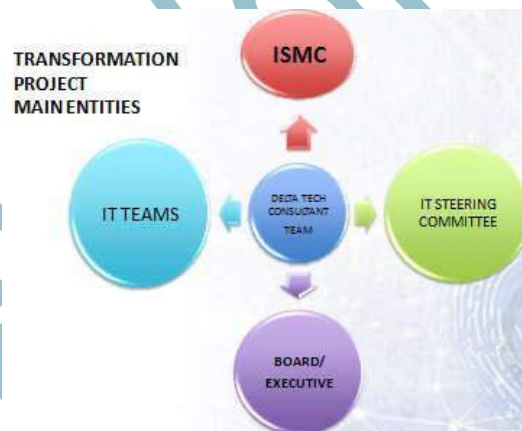 TRANSFORMATION
PROJECT
MAIN ENTITIES
ISMC
IT TEAMS
DELTA TECH
CONSULTANT
TEAM
IT STEERING
COMMITTEE
BOARD/
EXECUTIVE